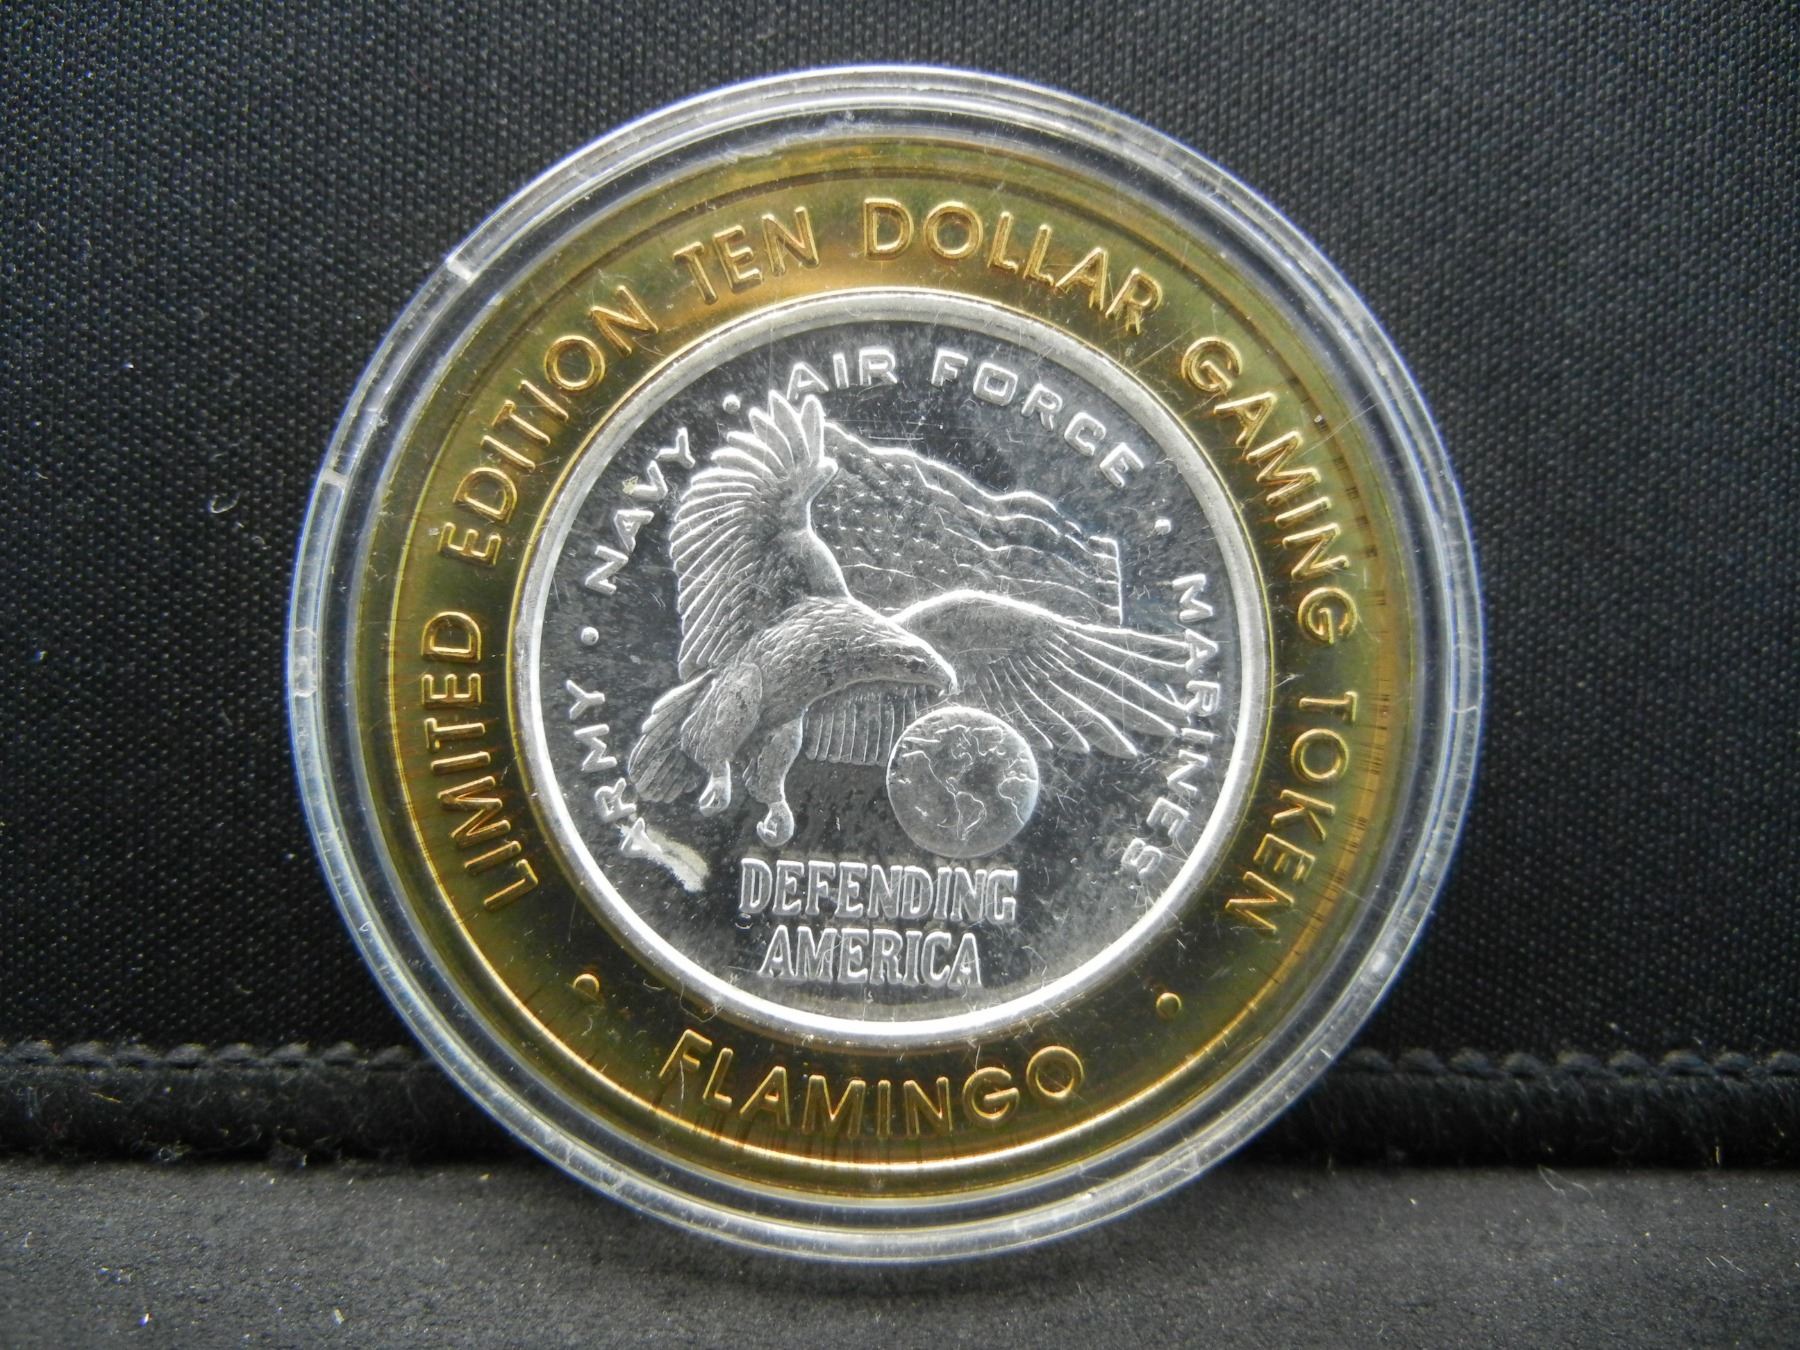 LIMITED EDITION TEN DOLLAR GAMING TOKEN
• FLAMINGO •
ARMY • NAVY • AIR FORCE • MARINES
DEFENDING
AMERICA